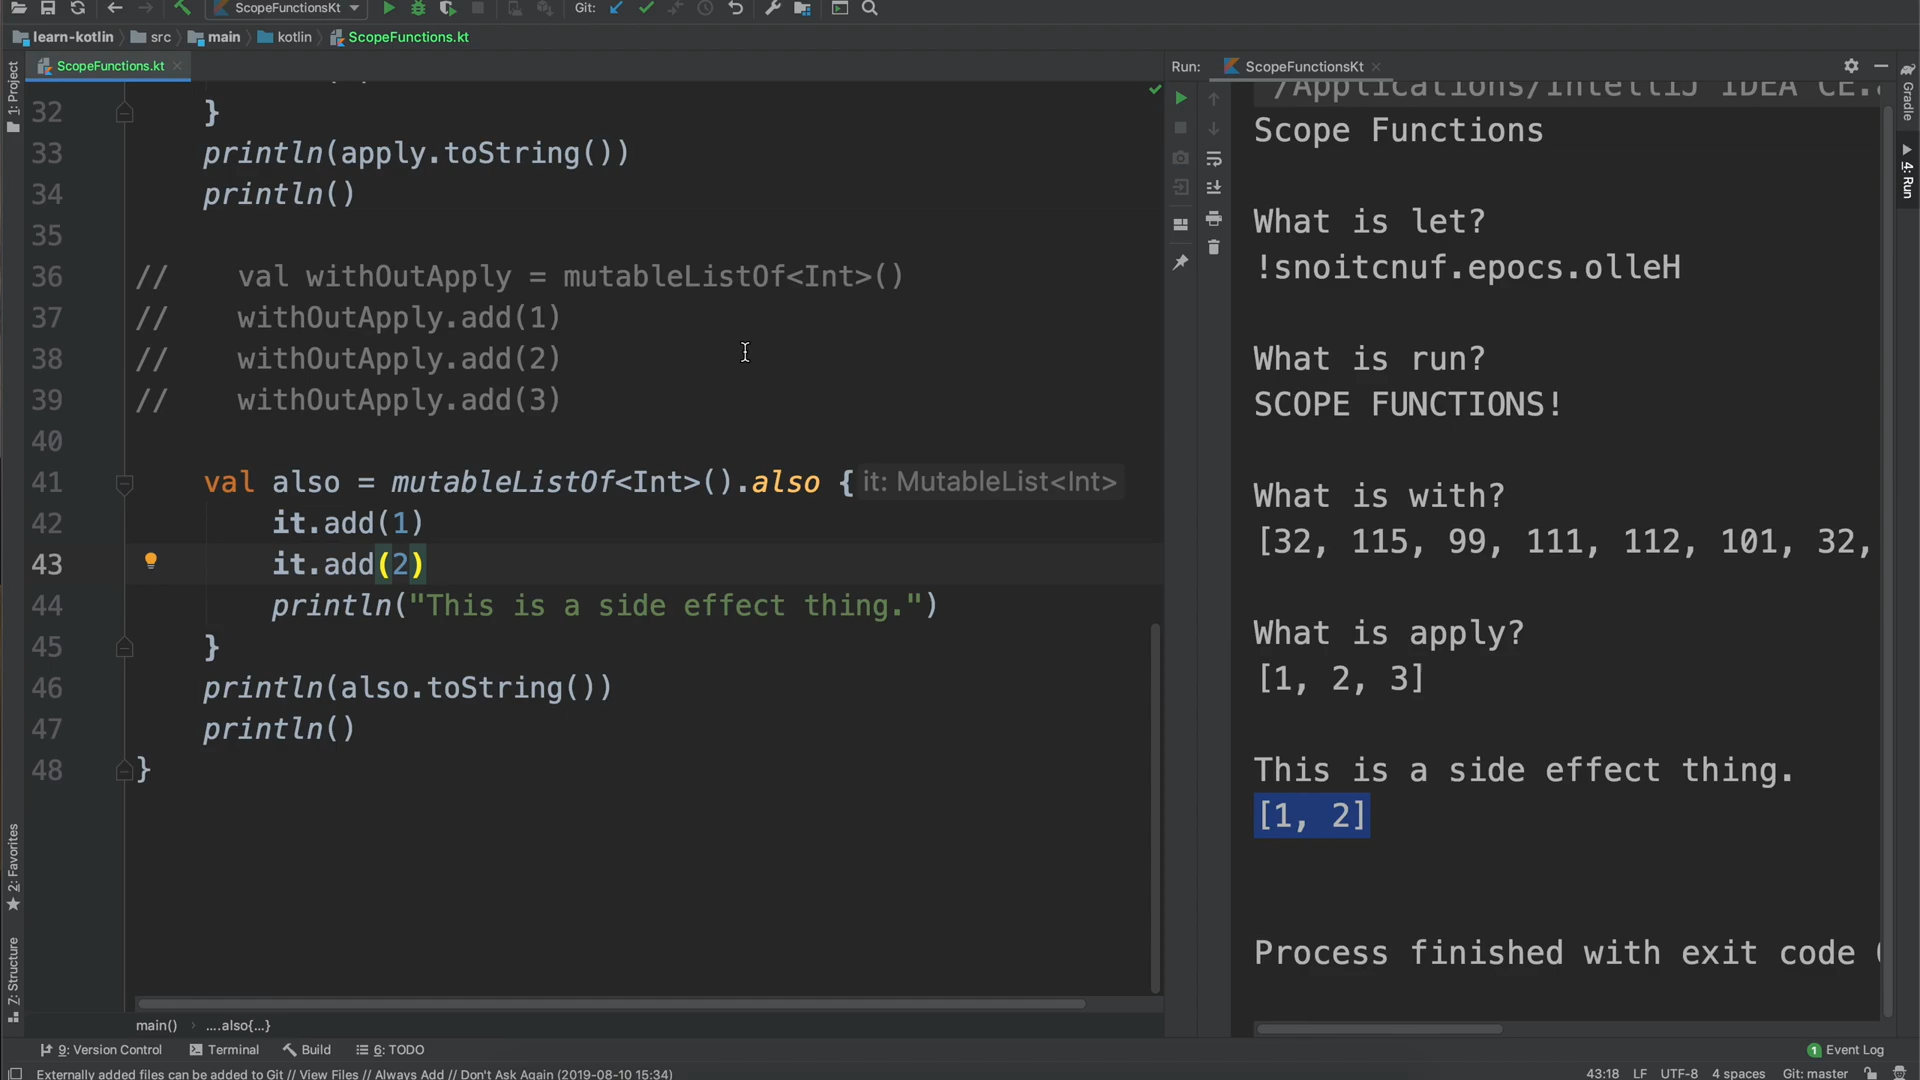 ScopeFunctionsKt
Git:
learn-kotlin
src
main
kotlin
ScopeFunctions.kt
ScopeFunctions.kt
Run:
ScopeFunctionsKt
1: Project
2: Favorites
7: Structure
Gradle
4: Run
32 }
33 println(apply.toString())
34 println()
35
36 // val withOutApply = mutableListOf<Int>()
37 // withOutApply.add(1)
38 // withOutApply.add(2)
39 // withOutApply.add(3)
40
41 val also = mutableListOf<Int>().also { it: MutableList<Int>
42 it.add(1)
43 it.add(2)
44 println("This is a side effect thing.")
45 }
46 println(also.toString())
47 println()
48 }
/Applications/IntelliJ IDEA CE.
Scope Functions
What is let?
!snoitcnuf.epocs.olleH
What is run?
SCOPE FUNCTIONS!
What is with?
[32, 115, 99, 111, 112, 101, 32,
What is apply?
[1, 2, 3]
This is a side effect thing.
[1, 2]
Process finished with exit code
main()
....also{...}
9: Version Control
Terminal
Build
6: TODO
1 Event Log
Externally added files can be added to Git // View Files // Always Add // Don't Ask Again (2019-08-10 15:34)
43:18 LF UTF-8 4 spaces Git: master